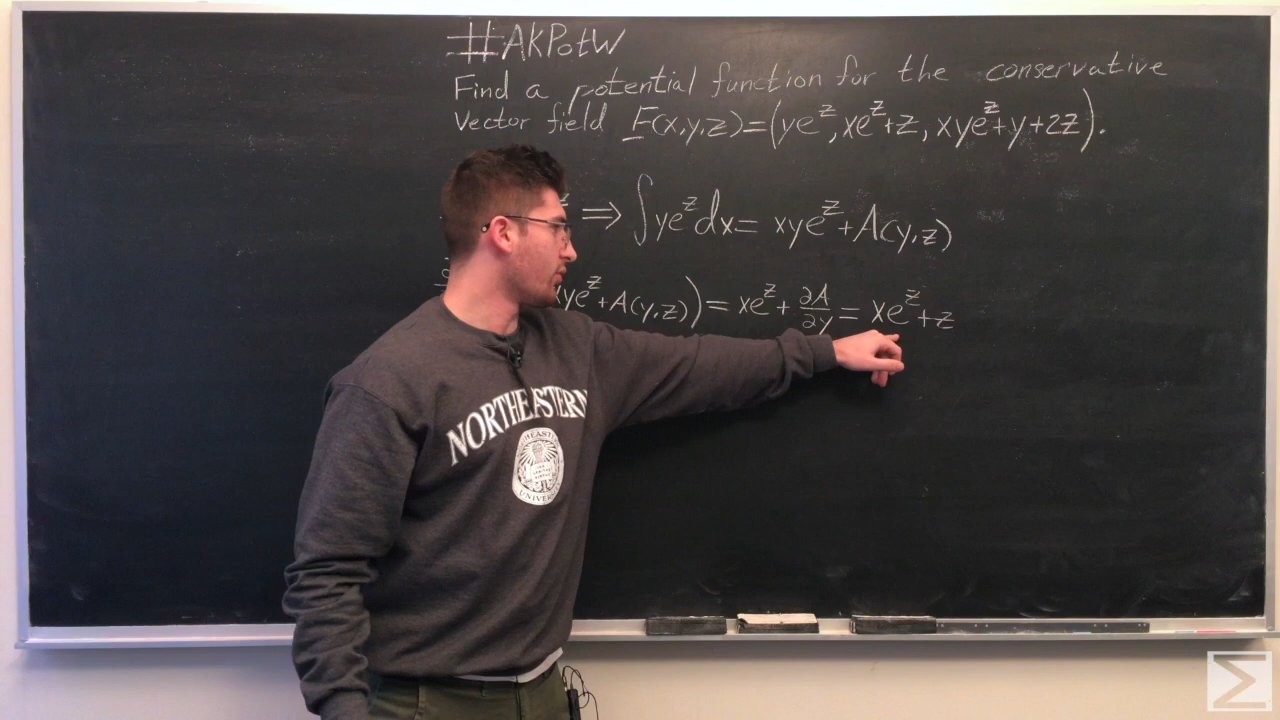 #AKPotW
Find a potential function for the conservative
Vector field F(x,y,z)=(ye^z, xe^z+z, xye^z+y+2z).
z ⇒ ∫ye^z dx = xye^z+A(y,z)
xye^z+A(y,z)) = xe^z + ∂A/∂y = xe^z+z
NORTHEASTERN
Σ